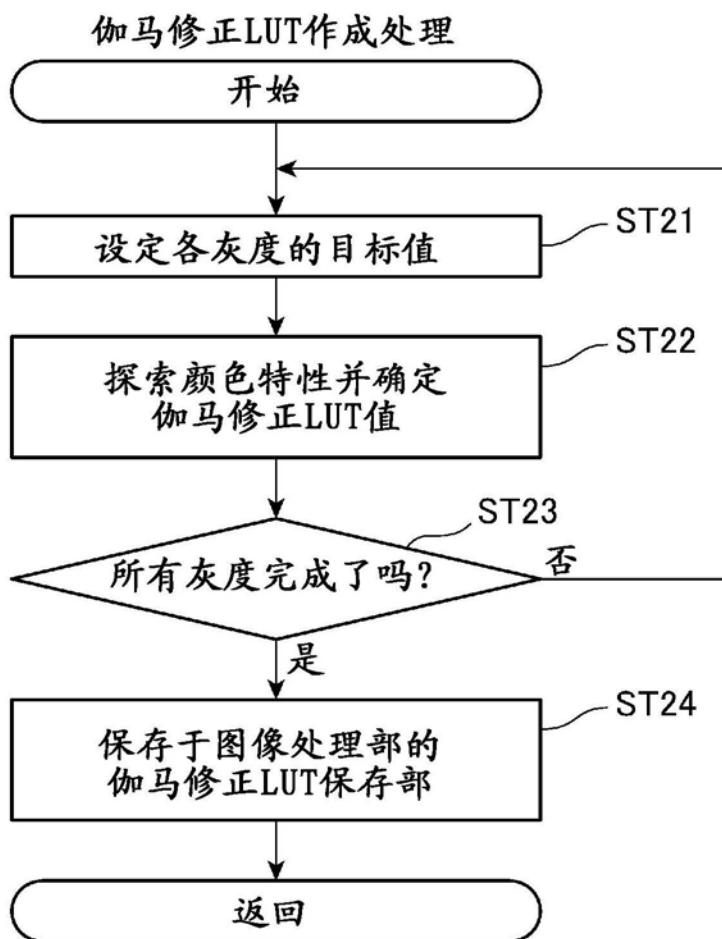 伽马修正LUT作成处理
开始
设定各灰度的目标值
ST21
探索颜色特性并确定
伽马修正LUT值
ST22
所有灰度完成了吗？
ST23
否
是
保存于图像处理部的
伽马修正LUT保存部
ST24
返回